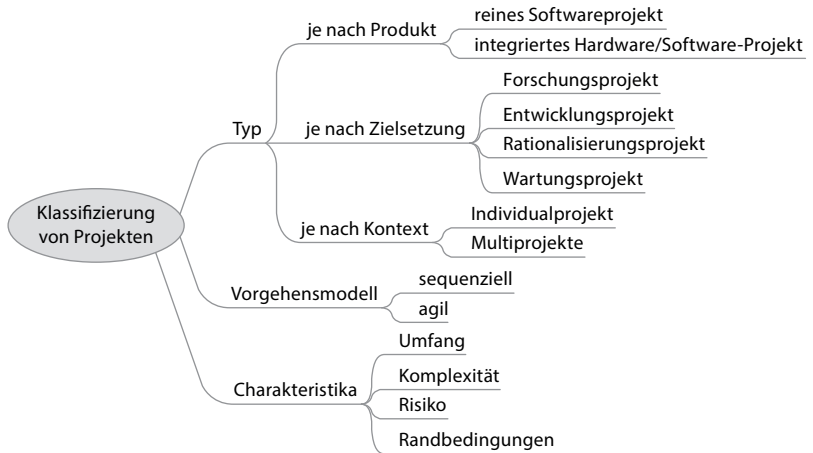 reines Softwareprojekt
je nach Produkt
integriertes Hardware/Software-Projekt
Forschungsprojekt
Entwicklungsprojekt
Typ
je nach Zielsetzung
Rationalisierungsprojekt
Wartungsprojekt
Klassifizierung
von Projekten
Individualprojekt
je nach Kontext
Multiprojekte
sequenziell
Vorgehensmodell
agil
Umfang
Komplexität
Charakteristika
Risiko
Randbedingungen